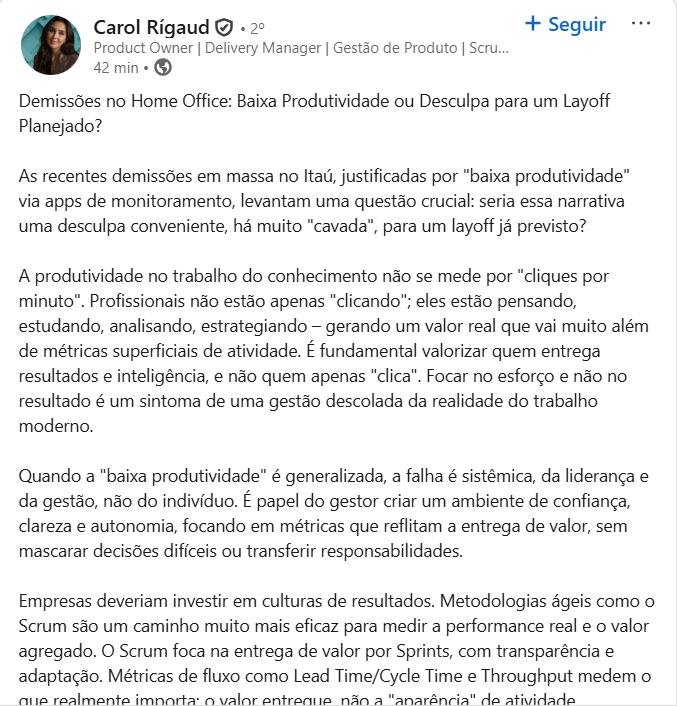 Carol Rígaud • 2º
+ Seguir ...
Product Owner | Delivery Manager | Gestão de Produto | Scru...
42 min •
Demissões no Home Office: Baixa Produtividade ou Desculpa para um Layoff
Planejado?
As recentes demissões em massa no Itaú, justificadas por "baixa produtividade"
via apps de monitoramento, levantam uma questão crucial: seria essa narrativa
uma desculpa conveniente, há muito "cavada", para um layoff já previsto?
A produtividade no trabalho do conhecimento não se mede por "cliques por
minuto". Profissionais não estão apenas "clicando"; eles estão pensando,
estudando, analisando, estrategiando – gerando um valor real que vai muito além
de métricas superficiais de atividade. É fundamental valorizar quem entrega
resultados e inteligência, e não quem apenas "clica". Focar no esforço e não no
resultado é um sintoma de uma gestão descolada da realidade do trabalho
moderno.
Quando a "baixa produtividade" é generalizada, a falha é sistêmica, da liderança e
da gestão, não do indivíduo. É papel do gestor criar um ambiente de confiança,
clareza e autonomia, focando em métricas que reflitam a entrega de valor, sem
mascarar decisões difíceis ou transferir responsabilidades.
Empresas deveriam investir em culturas de resultados. Metodologias ágeis como o
Scrum são um caminho muito mais eficaz para medir a performance real e o valor
agregado. O Scrum foca na entrega de valor por Sprints, com transparência e
adaptação. Métricas de fluxo como Lead Time/Cycle Time e Throughput medem o
que realmente importa: o valor entregue, não a "aparência" de atividade